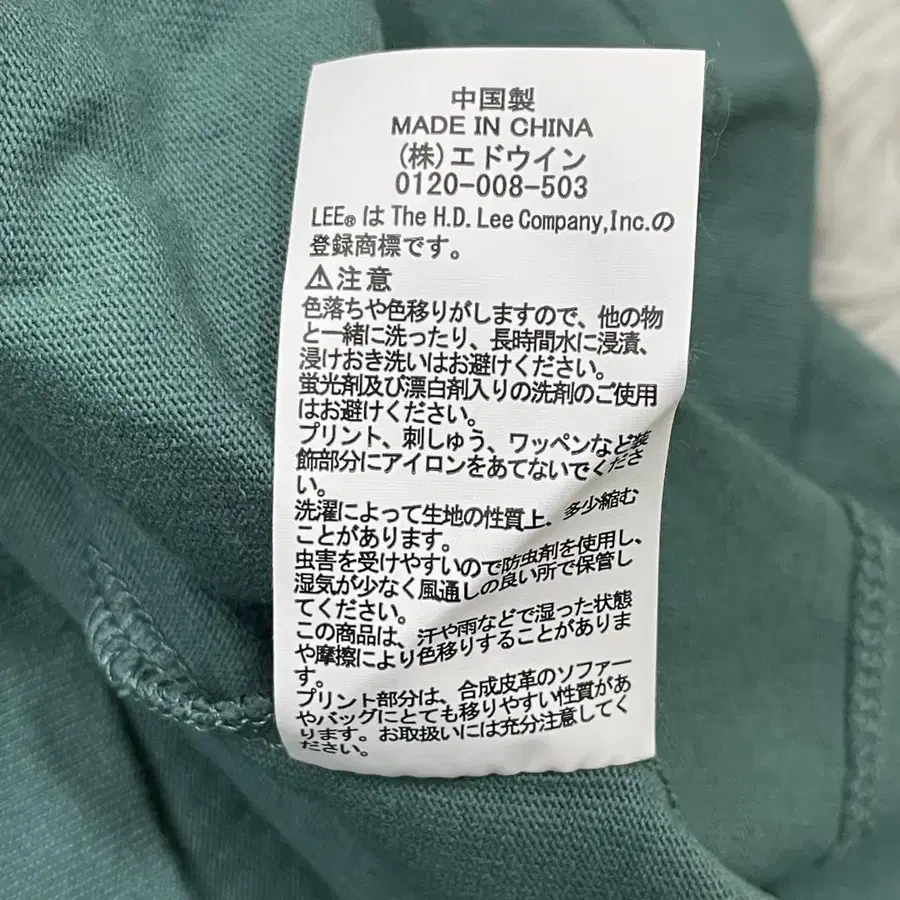 中国製
MADE IN CHINA
(株)エドウイン
0120-008-503
LEE® は The H.D. Lee Company,Inc.の
登録商標です。
⚠注意
色落ちや色移りがしますので、他の物
と一緒に洗ったり、長時間水に浸漬、
浸けおき洗いはお避けください。
蛍光剤及び漂白剤入りの洗剤のご使用
はお避けください。
プリント、刺しゅう、ワッペンなど装
飾部分にアイロンをあてないでくださ
い。
洗濯によって生地の性質上、多少縮む
ことがあります。
虫害を受けやすいので防虫剤を使用し、
湿気が少なく風通しの良い所で保管し
てください。
この商品は、汗や雨などで湿った状態
や摩擦により色移りすることがありま
す。
プリント部分は、合成皮革のソファー
やバッグにとても移りやすい性質があ
ります。お取扱いには充分注意してく
ださい。